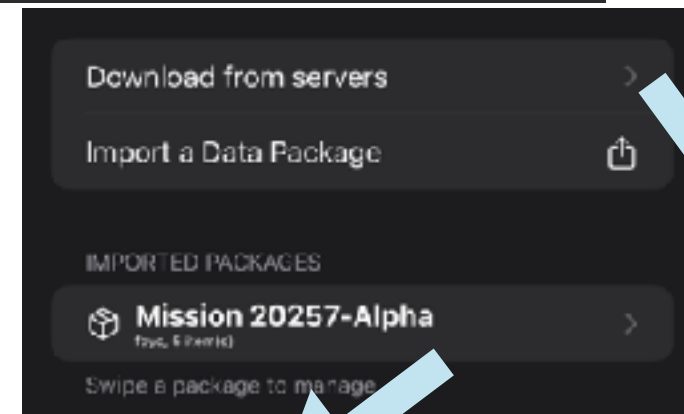 Download from servers
Import a Data Package
IMPORTED PACKAGES
Mission 20257-Alpha
Swipe a package to manage